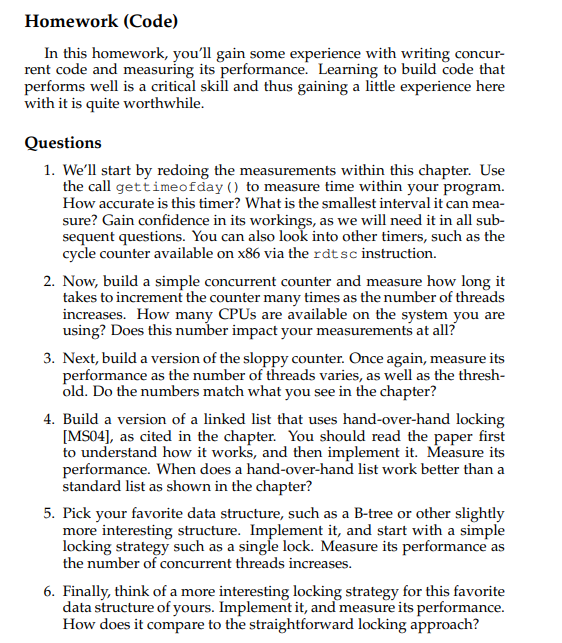 Homework (Code)
In this homework, you'll gain some experience with writing concur-
rent code and measuring its performance. Learning to build code that
performs well is a critical skill and thus gaining a little experience here
with it is quite worthwhile.
Questions
1. We'll start by redoing the measurements within this chapter. Use
the call gettimeofday() to measure time within your program.
How accurate is this timer? What is the smallest interval it can mea-
sure? Gain confidence in its workings, as we will need it in all sub-
sequent questions. You can also look into other timers, such as the
cycle counter available on x86 via the rdtsc instruction.
2. Now, build a simple concurrent counter and measure how long it
takes to increment the counter many times as the number of threads
increases. How many CPUs are available on the system you are
using? Does this number impact your measurements at all?
3. Next, build a version of the sloppy counter. Once again, measure its
performance as the number of threads varies, as well as the thresh-
old. Do the numbers match what you see in the chapter?
4. Build a version of a linked list that uses hand-over-hand locking
[MS04], as cited in the chapter. You should read the paper first
to understand how it works, and then implement it. Measure its
performance. When does a hand-over-hand list work better than a
standard list as shown in the chapter?
5. Pick your favorite data structure, such as a B-tree or other slightly
more interesting structure. Implement it, and start with a simple
locking strategy such as a single lock. Measure its performance as
the number of concurrent threads increases.
6. Finally, think of a more interesting locking strategy for this favorite
data structure of yours. Implement it, and measure its performance.
How does it compare to the straightforward locking approach?